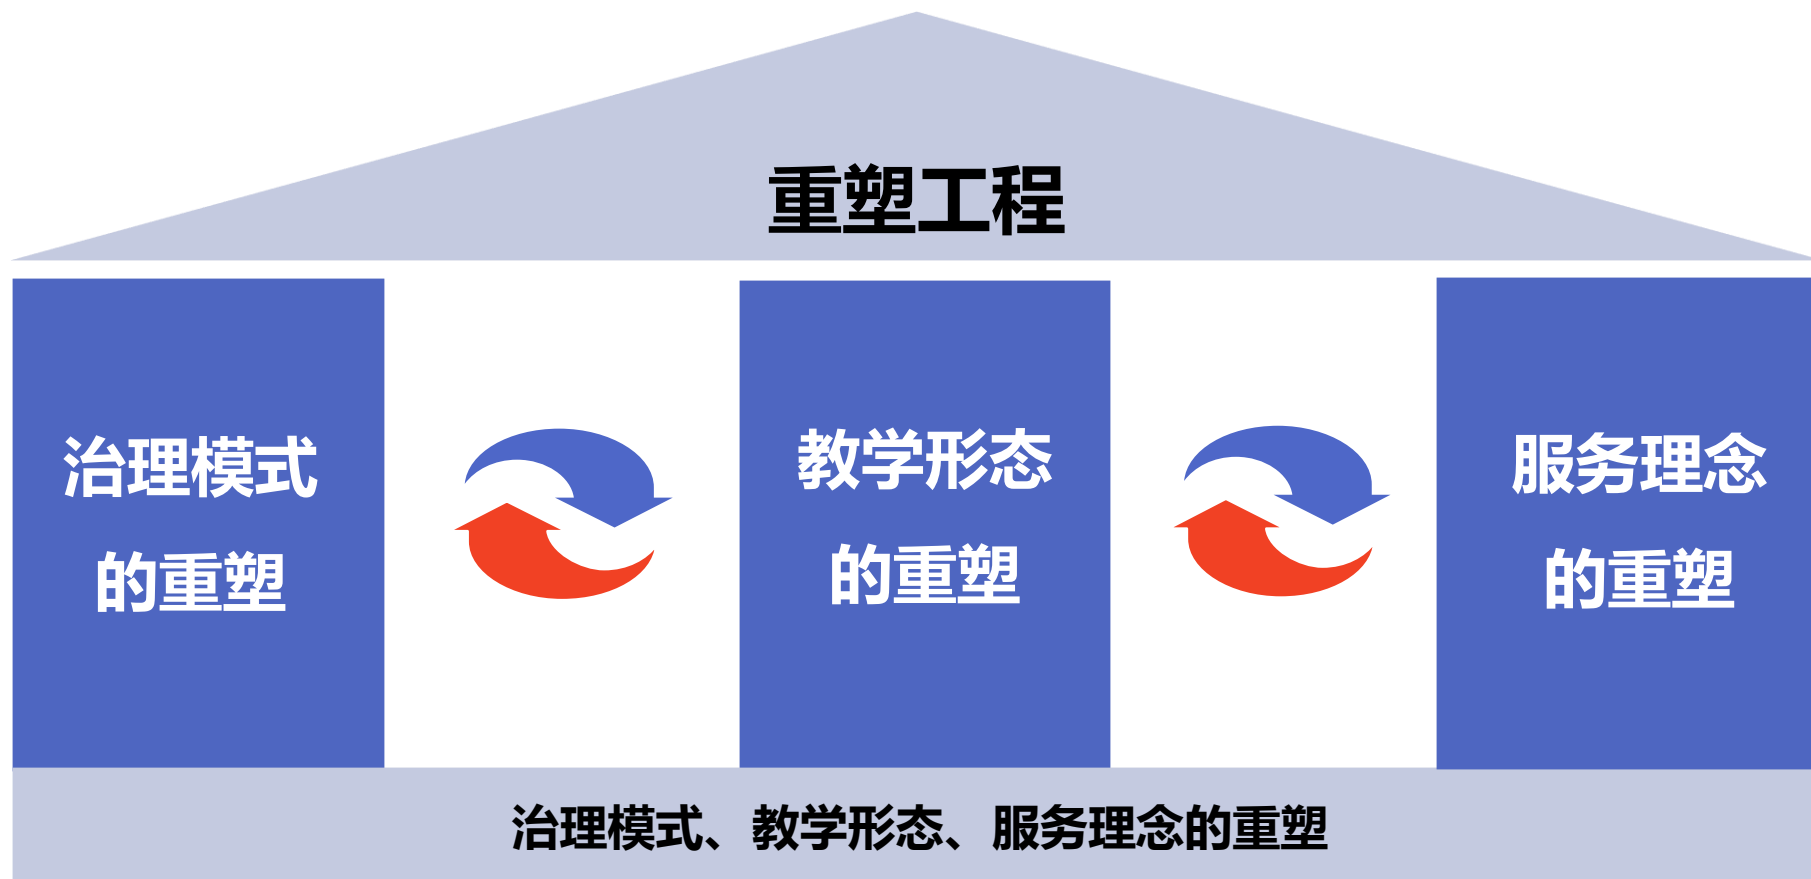 重塑工程
治理模式
的重塑
教学形态
的重塑
服务理念
的重塑
治理模式、教学形态、服务理念的重塑